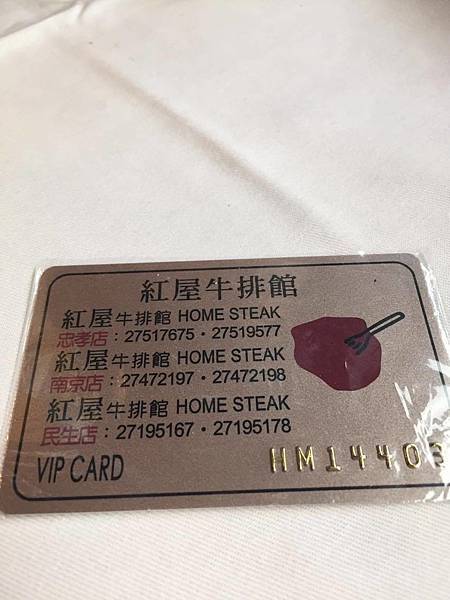 紅屋牛排館
紅屋牛排館 HOME STEAK
忠孝店：27517675・27519577
紅屋牛排館 HOME STEAK
南京店：27472197・27472198
紅屋牛排館 HOME STEAK
民生店：27195167・27195178
VIP CARD HM14403